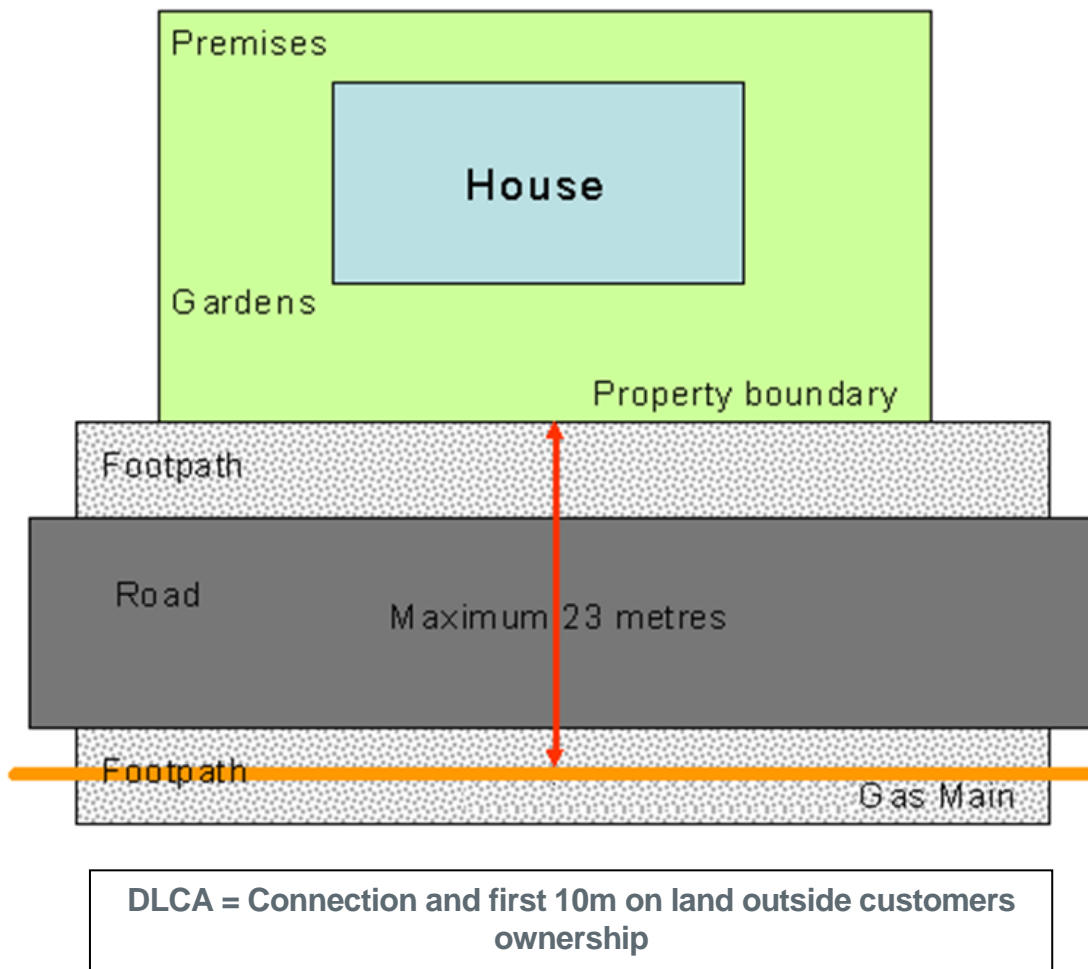 Premises
House
Gardens
Property boundary
Footpath
Road
Maximum 23 metres
Footpath
Gas Main
DLCA = Connection and first 10m on land outside customers
ownership